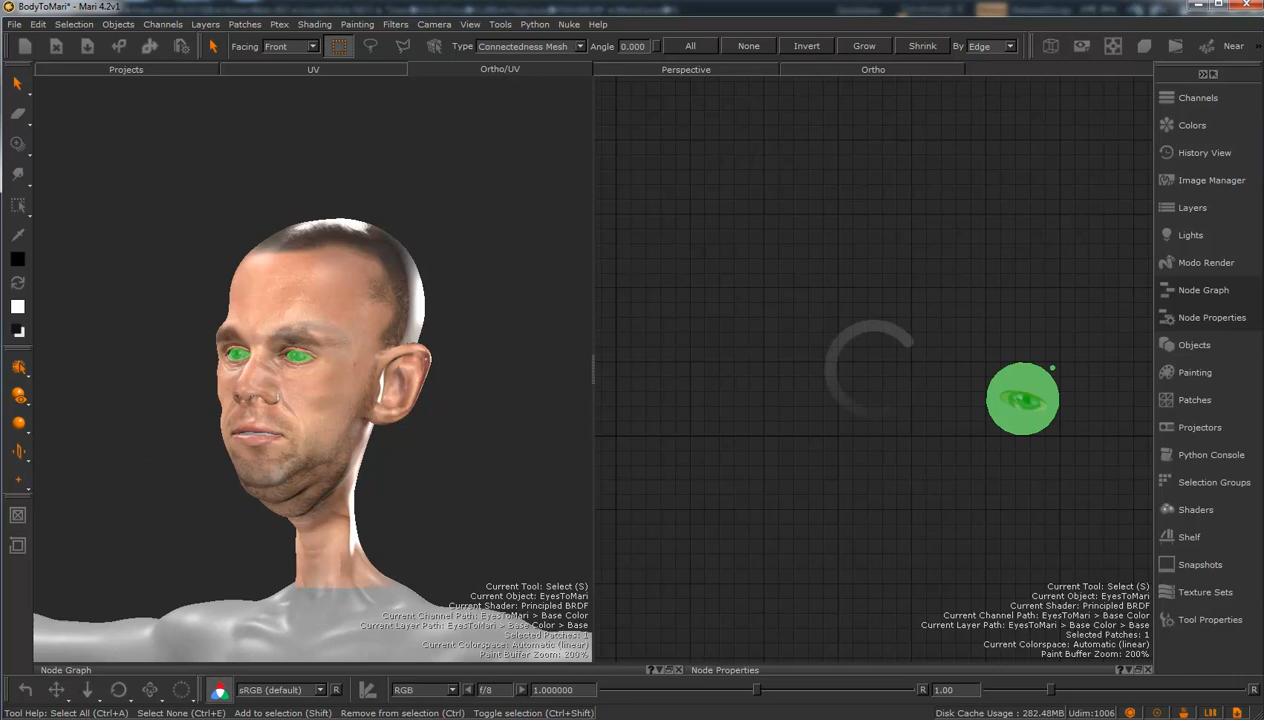 BodyToMari* - Mari 4.2v1
File Edit Selection Objects Channels Layers Patches Ptex Shading Painting Filters Camera View Tools Python Nuke Help
Facing Front Type Connectedness Mesh Angle 0.000 All None Invert Grow Shrink By Edge Near
Projects UV Ortho/UV Perspective Ortho
Channels
Colors
History View
Image Manager
Layers
Lights
Modo Render
Node Graph
Node Properties
Objects
Painting
Patches
Projectors
Python Console
Selection Groups
Shaders
Shelf
Snapshots
Texture Sets
Tool Properties
Current Tool: Select (S)
Current Object: EyesToMari
Current Shader: Principled BRDF
Current Channel Path: EyesToMari > Base Color
Current Layer Path: EyesToMari > Base Color > Base
Selected Patches: 1
Current Colorspace: Automatic (linear)
Paint Buffer Zoom: 200%
Current Tool: Select (S)
Current Object: EyesToMari
Current Shader: Principled BRDF
Current Channel Path: EyesToMari > Base Color
Current Layer Path: EyesToMari > Base Color > Base
Selected Patches: 1
Current Colorspace: Automatic (linear)
Paint Buffer Zoom: 200%
Node Graph Node Properties
sRGB (default) R RGB f/8 1.000000 R 1.00 R
Tool Help: Select All (Ctrl+A) Select None (Ctrl+E) Add to selection (Shift) Remove from selection (Ctrl) Toggle selection (Ctrl+Shift) Disk Cache Usage : 282.48MB Udim:1006